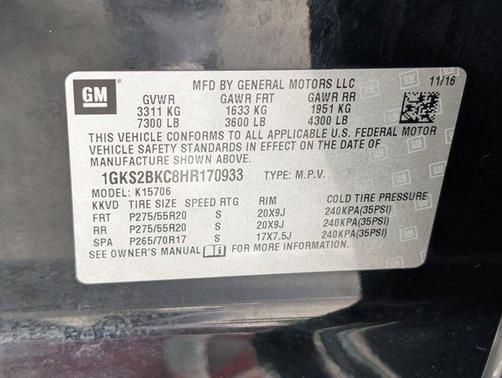 GM
MFD BY GENERAL MOTORS LLC 11/16
GVWR GAWR FRT GAWR RR
3311 KG 1633 KG 1951 KG
7300 LB 3600 LB 4300 LB
THIS VEHICLE CONFORMS TO ALL APPLICABLE U.S. FEDERAL MOTOR
VEHICLE SAFETY STANDARDS IN EFFECT ON THE DATE OF
MANUFACTURE SHOWN ABOVE.
1GKS2BKC8HR170933 TYPE: M.P.V.
MODEL: K15706
KKVD TIRE SIZE SPEED RTG RIM COLD TIRE PRESSURE
FRT P275/55R20 S 20X9J 240KPA(35PSI)
RR P275/55R20 S 20X9J 240KPA(35PSI)
SPA P265/70R17 S 17X7.5J 240KPA(35PSI)
SEE OWNER'S MANUAL FOR MORE INFORMATION.